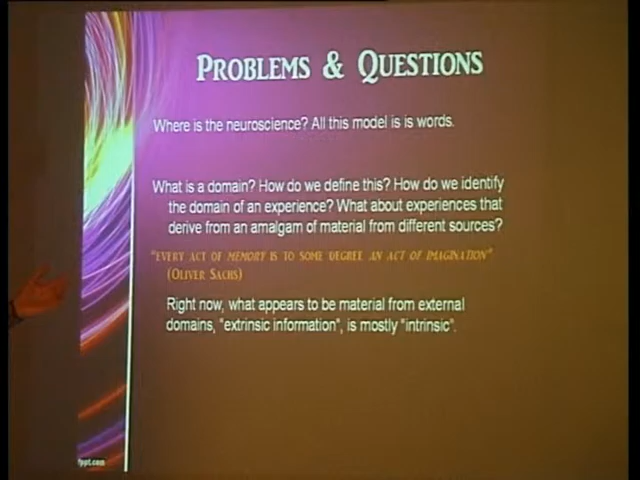 PROBLEMS & QUESTIONS
Where is the neuroscience? All this model is is words.
What is a domain? How do we define this? How do we identify
the domain of an experience? What about experiences that
derive from an amalgam of material from different sources?
"EVERY ACT OF MEMORY IS TO SOME DEGREE AN ACT OF IMAGINATION"
(OLIVER SACHS)
Right now, what appears to be material from external
domains, "extrinsic information", is mostly "intrinsic".
fppt.com